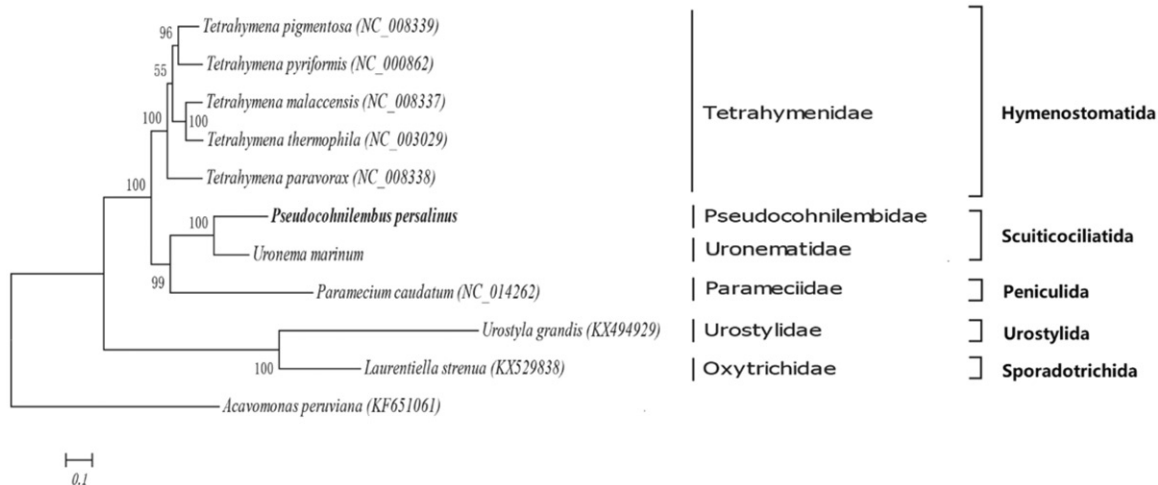 96
Tetrahymena pigmentosa (NC_008339)
55
Tetrahymena pyriformis (NC_000862)
Tetrahymena malaccensis (NC_008337)
100
100
Tetrahymena thermophila (NC_003029)
Tetrahymenidae
Hymenostomatida
Tetrahymena paravorax (NC_008338)
100
100
Pseudocohnilembus persalinus
Pseudocohnilembidae
Uronema marinum
Uronematidae
Scuiticociliatida
99
Paramecium caudatum (NC_014262)
Parameciidae
Peniculida
Urostyla grandis (KX494929)
Urostylidae
Urostylida
100
Laurentiella strenua (KX529838)
Oxytrichidae
Sporadotrichida
Acavomonas peruviana (KF651061)
0.1